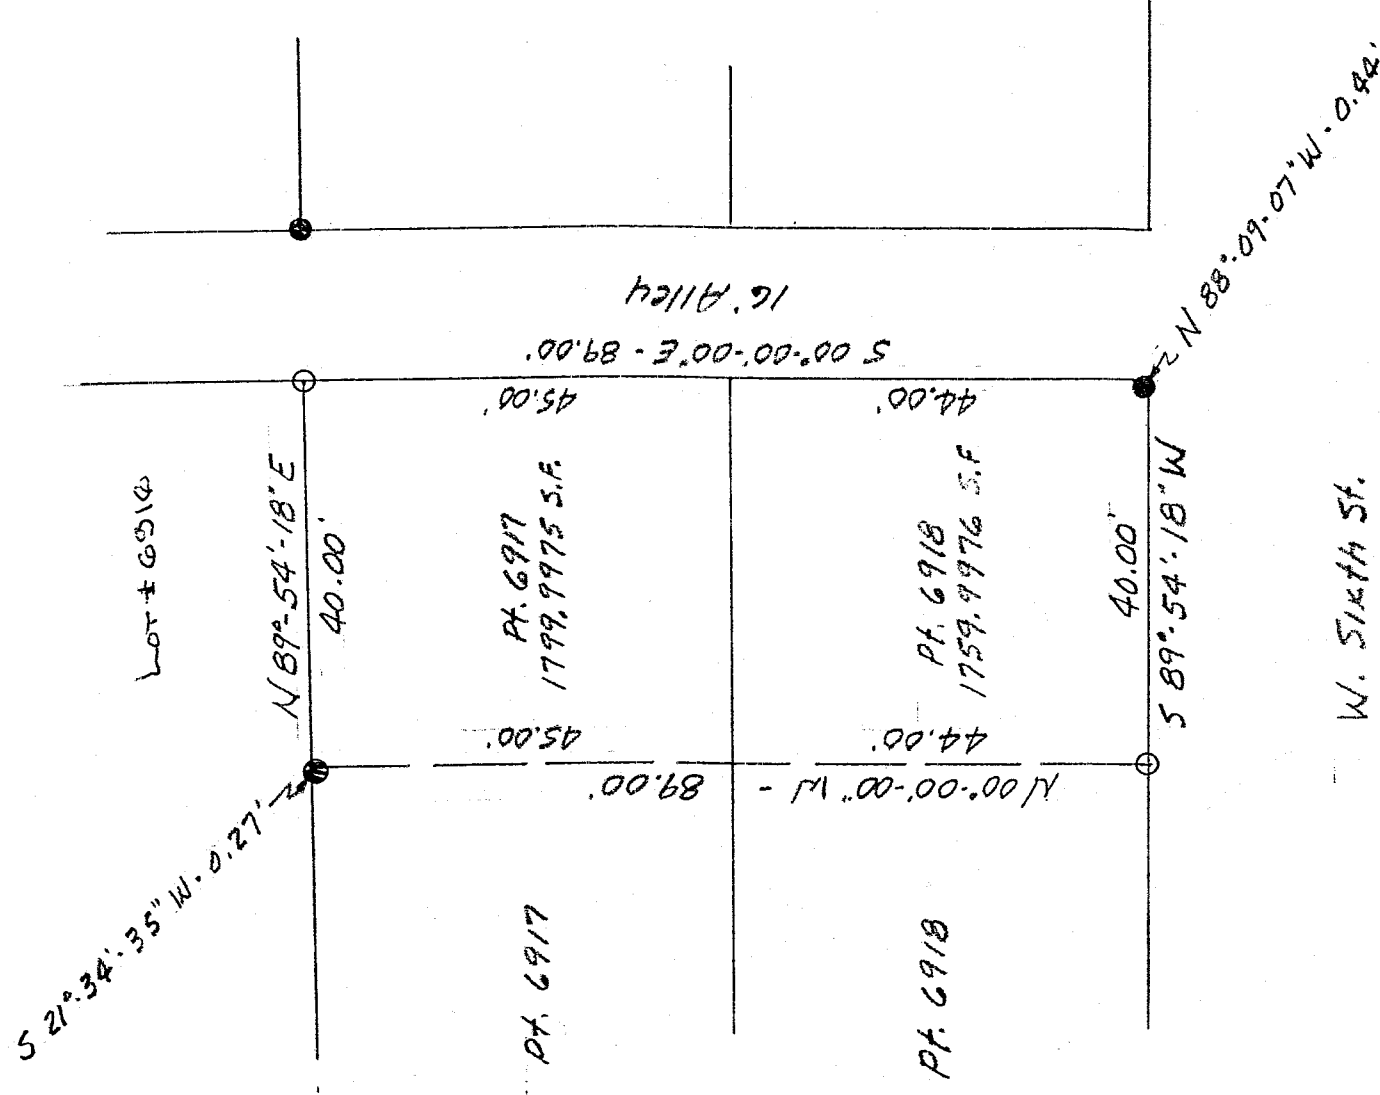 N 88°-09-07"W - 0.44'
16' Alley
S 00°-00'-00"E - 89.00'
45.00'
44.00'
N 89°-54'-18"E
40.00'
Pt. 6917
1799.9975 S.F.
Pt. 6918
1759.9976 S.F
40.00'
S 89°-54'-18"W
W. Sixth St.
45.00'
44.00'
N 00°-00'-00"W - 89.00'
S 21°-34'-35"W - 0.27'
Pt. 6917
Pt. 6918
Lot #